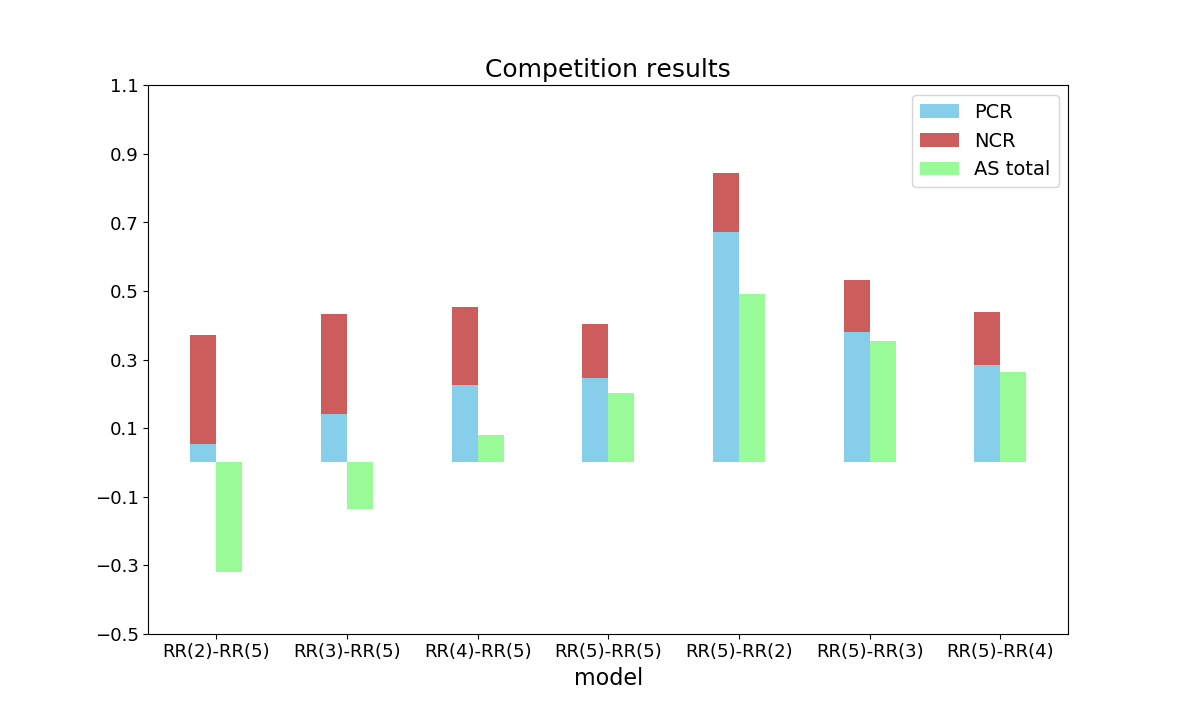 Competition results
1.1
0.9
0.7
0.5
0.3
0.1
−0.1
−0.3
−0.5
PCR
NCR
AS total
RR(2)-RR(5) RR(3)-RR(5) RR(4)-RR(5) RR(5)-RR(5) RR(5)-RR(2) RR(5)-RR(3) RR(5)-RR(4)
model